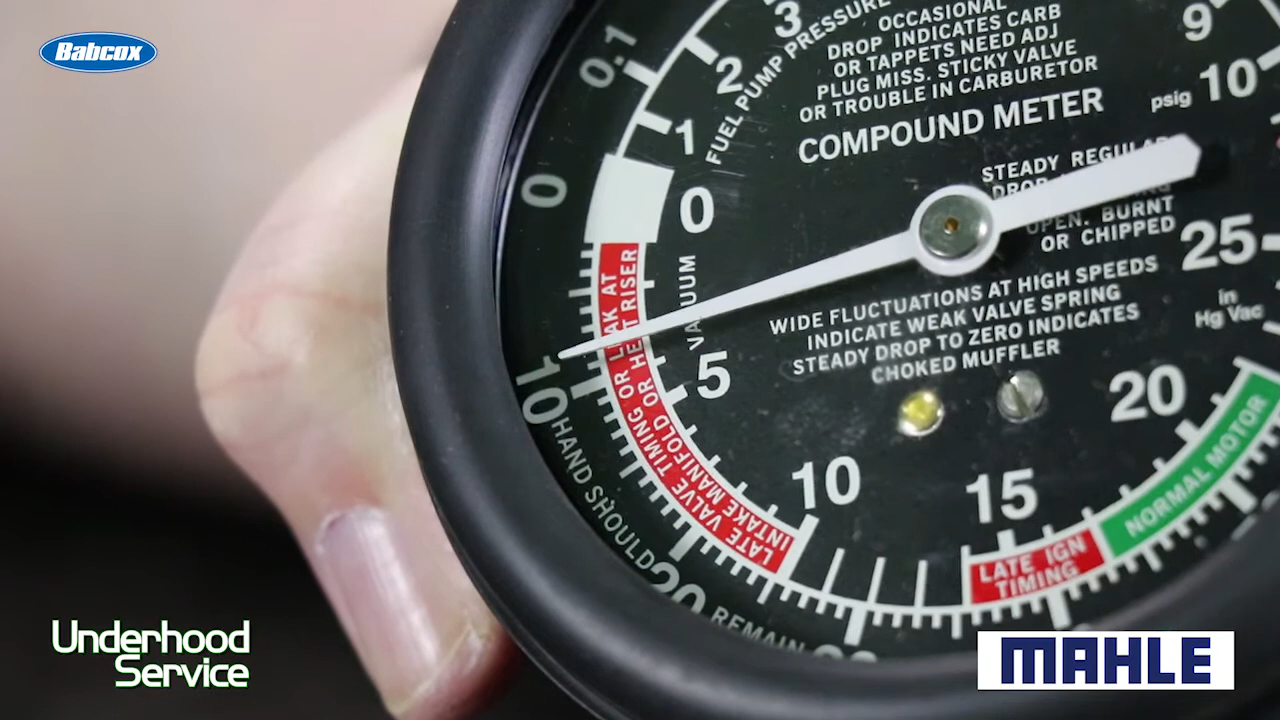 Babcox
0.1
0
10
20
HAND SHOULD
REMAIN
3
2
1
0
FUEL PUMP PRESSURE
OCCASIONAL
DROP INDICATES CARB
OR TAPPETS NEED ADJ
PLUG MISS. STICKY VALVE
OR TROUBLE IN CARBURETOR
COMPOUND METER
9
psig 10
STEADY REGULAR
DROP
OPEN. BURNT
OR CHIPPED
WIDE FLUCTUATIONS AT HIGH SPEEDS
INDICATE WEAK VALVE SPRING
STEADY DROP TO ZERO INDICATES
CHOKED MUFFLER
VACUUM
5
10
15
20
25
in
Hg Vac
LATE VALVE TIMING OR LEAK AT
INTAKE MANIFOLD OR HEAT RISER
LATE IGN
TIMING
NORMAL MOTOR
Underhood
Service
MAHLE